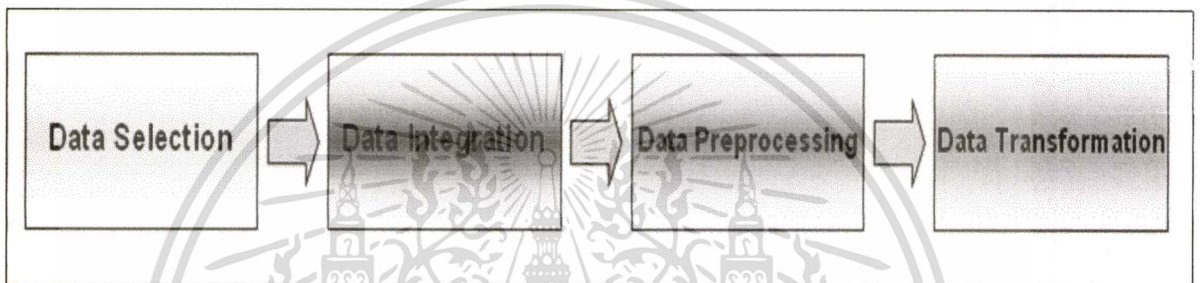 Data Selection
Data Integration
Data Preprocessing
Data Transformation